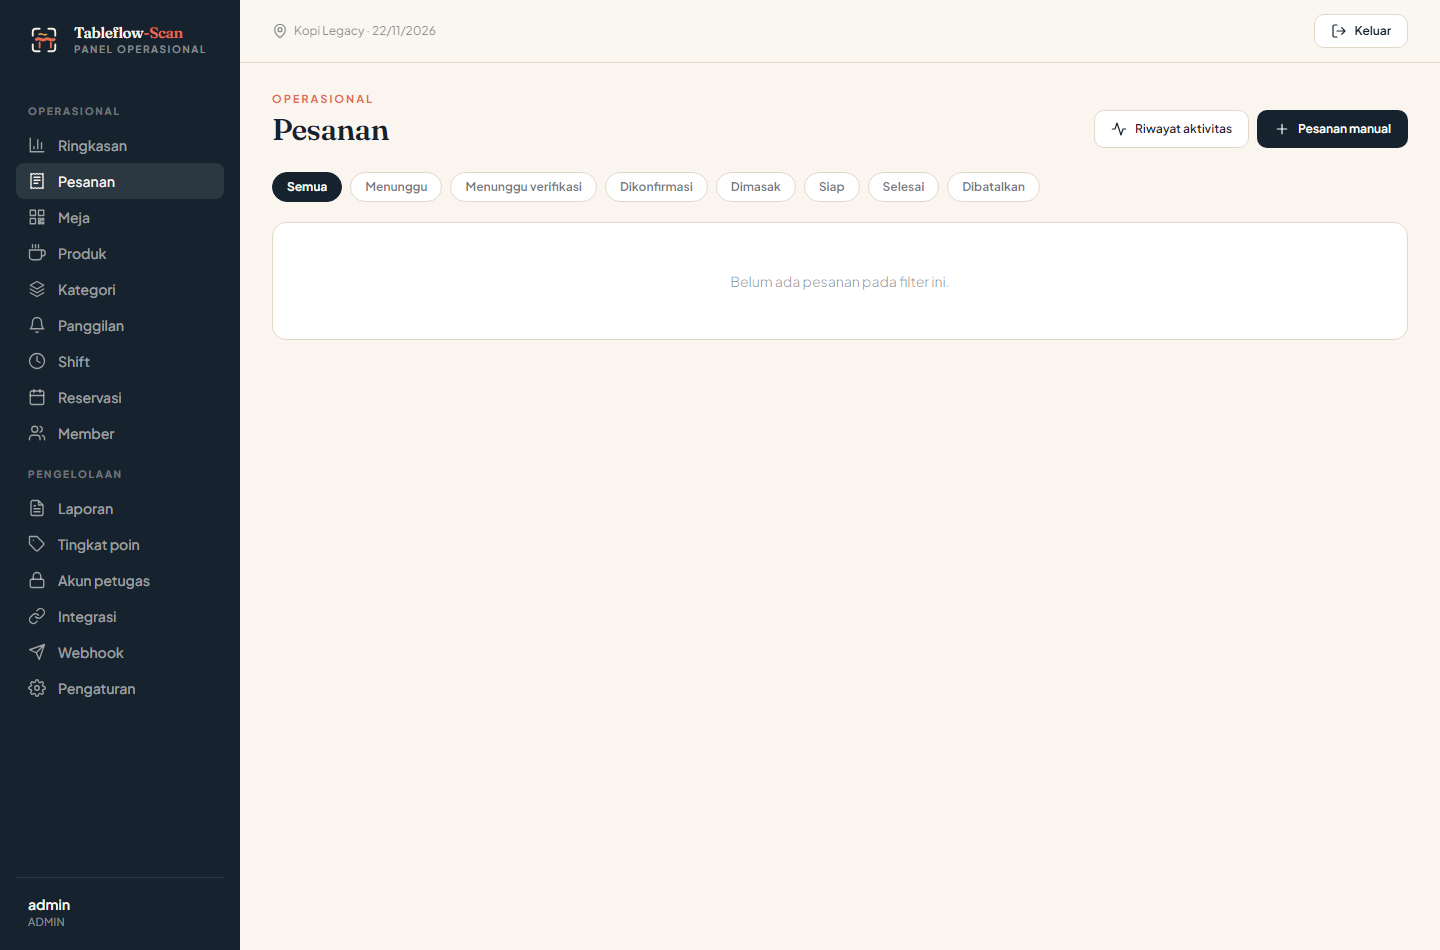 Tableflow-Scan
PANEL OPERASIONAL
OPERASIONAL
Ringkasan
Pesanan
Meja
Produk
Kategori
Panggilan
Shift
Reservasi
Member
PENGELOLAAN
Laporan
Tingkat poin
Akun petugas
Integrasi
Webhook
Pengaturan
admin
ADMIN
Kopi Legacy · 22/11/2026
Keluar
OPERASIONAL
Pesanan
Riwayat aktivitas
Pesanan manual
Semua
Menunggu
Menunggu verifikasi
Dikonfirmasi
Dimasak
Siap
Selesai
Dibatalkan
Belum ada pesanan pada filter ini.